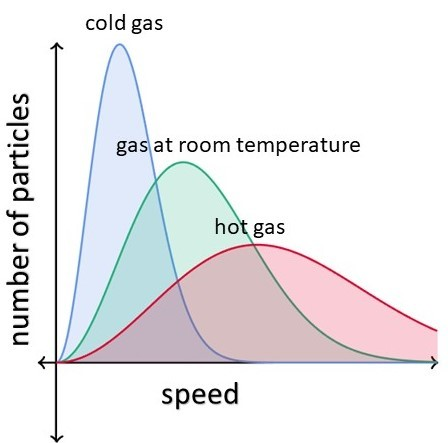 cold gas
gas at room temperature
hot gas
number of particles
speed